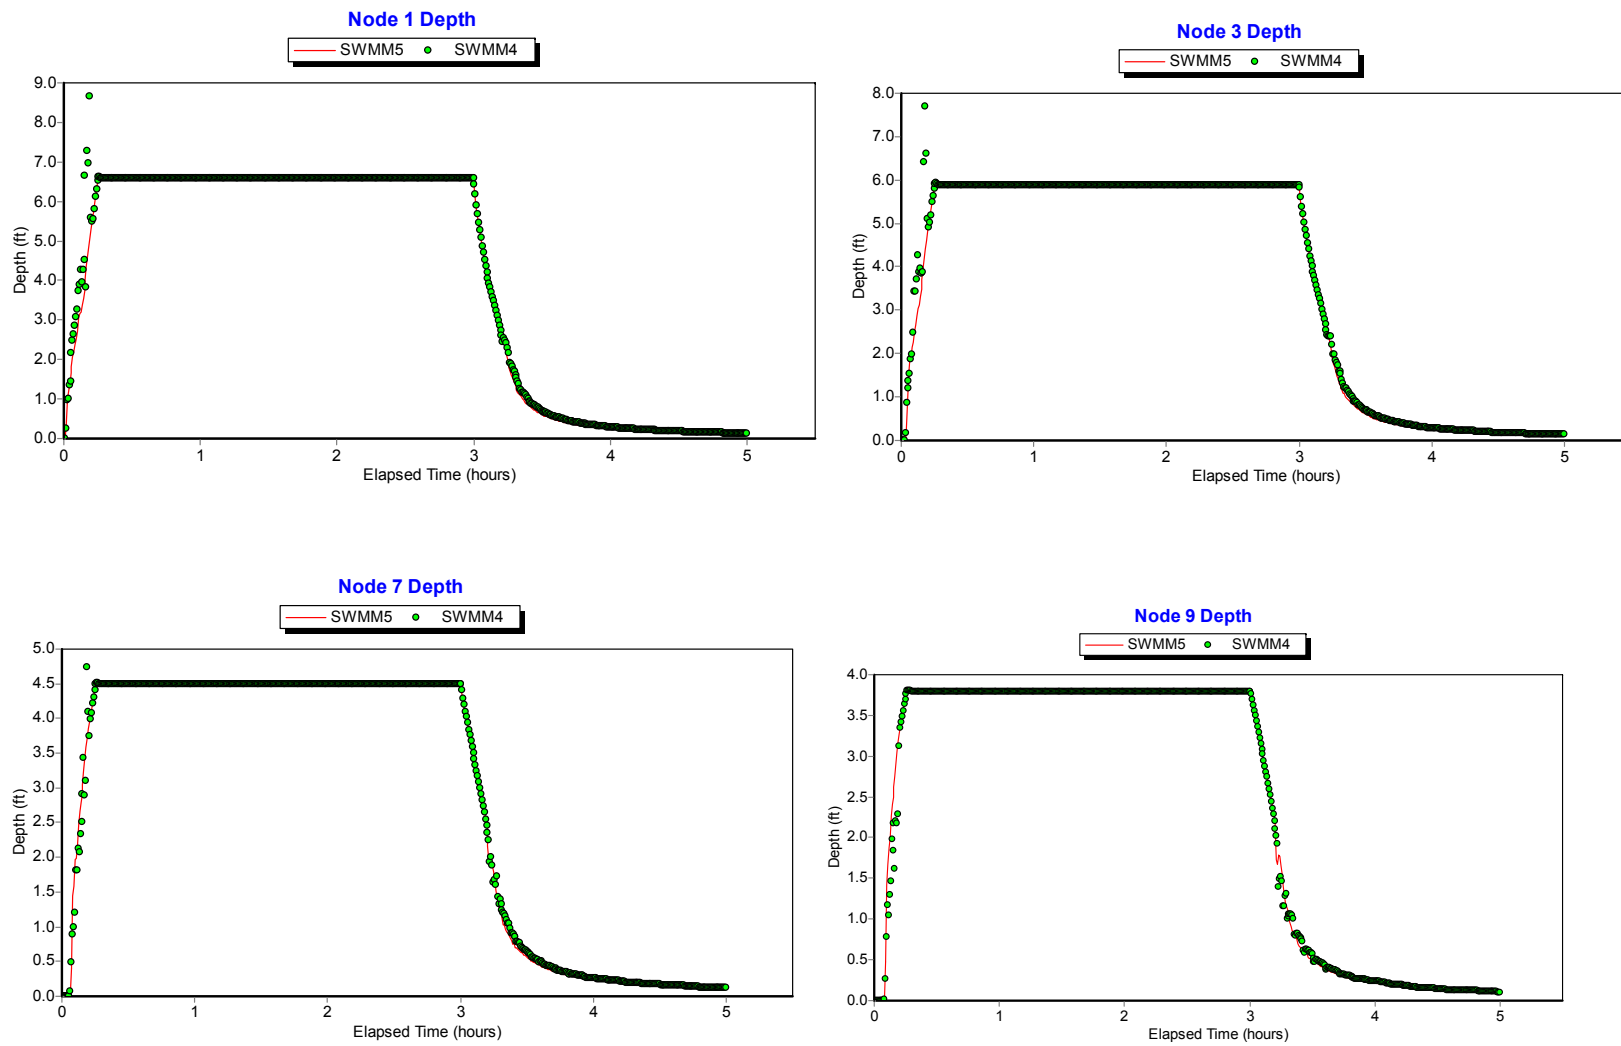 Node 1 Depth
SWMM5 SWMM4
9.0
8.0
7.0
6.0
5.0
4.0
3.0
2.0
1.0
0.0
Depth (ft)
0 1 2 3 4 5
Elapsed Time (hours)
Node 3 Depth
SWMM5 SWMM4
8.0
7.0
6.0
5.0
4.0
3.0
2.0
1.0
0.0
Depth (ft)
0 1 2 3 4 5
Elapsed Time (hours)
Node 7 Depth
SWMM5 SWMM4
5.0
4.5
4.0
3.5
3.0
2.5
2.0
1.5
1.0
0.5
0.0
Depth (ft)
0 1 2 3 4 5
Elapsed Time (hours)
Node 9 Depth
SWMM5 SWMM4
4.0
3.5
3.0
2.5
2.0
1.5
1.0
0.5
0.0
Depth (ft)
0 1 2 3 4 5
Elapsed Time (hours)